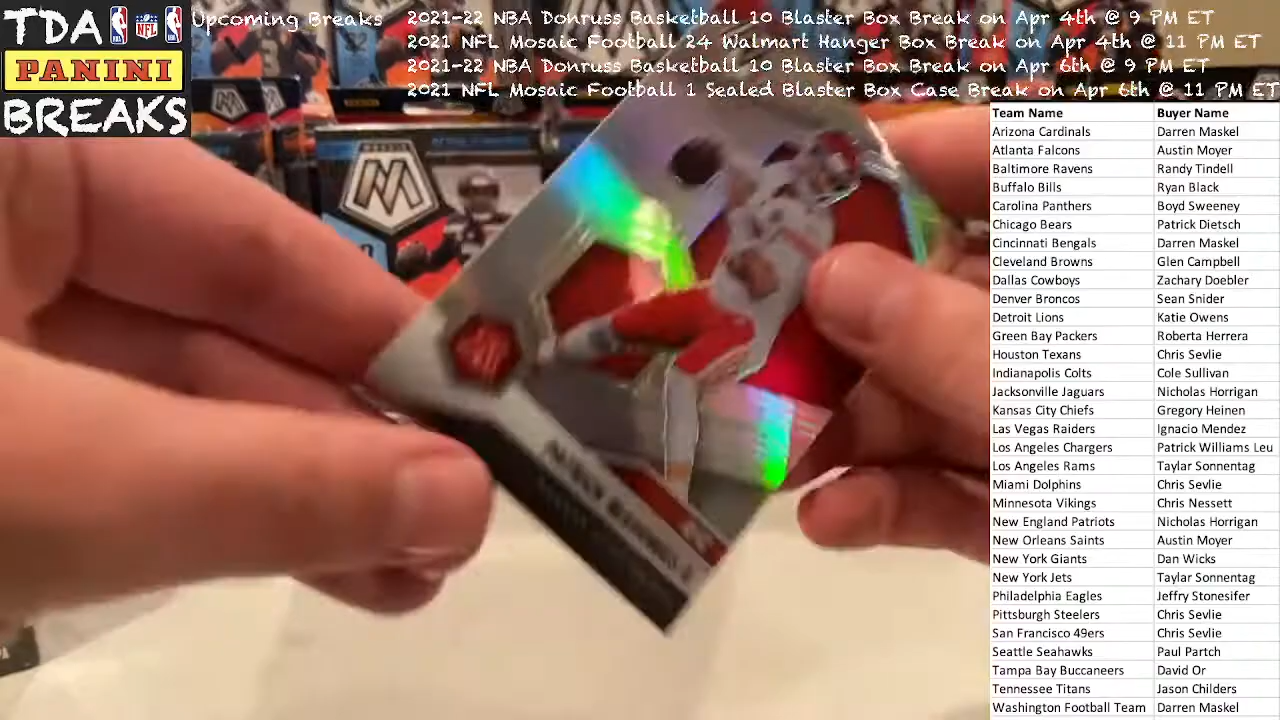 TDA
PANINI
BREAKS
Upcoming Breaks
2021-22 NBA Donruss Basketball 10 Blaster Box Break on Apr 4th @ 9 PM ET
2021 NFL Mosaic Football 24 Walmart Hanger Box Break on Apr 4th @ 11 PM ET
2021-22 NBA Donruss Basketball 10 Blaster Box Break on Apr 6th @ 9 PM ET
2021 NFL Mosaic Football 1 Sealed Blaster Box Case Break on Apr 6th @ 11 PM ET
Team Name Buyer Name
Arizona Cardinals Darren Maskel
Atlanta Falcons Austin Moyer
Baltimore Ravens Randy Tindell
Buffalo Bills Ryan Black
Carolina Panthers Boyd Sweeney
Chicago Bears Patrick Dietsch
Cincinnati Bengals Darren Maskel
Cleveland Browns Glen Campbell
Dallas Cowboys Zachary Doebler
Denver Broncos Sean Snider
Detroit Lions Katie Owens
Green Bay Packers Roberta Herrera
Houston Texans Chris Sevlie
Indianapolis Colts Cole Sullivan
Jacksonville Jaguars Nicholas Horrigan
Kansas City Chiefs Gregory Heinen
Las Vegas Raiders Ignacio Mendez
Los Angeles Chargers Patrick Williams Leu
Los Angeles Rams Taylar Sonnentag
Miami Dolphins Chris Sevlie
Minnesota Vikings Chris Nessett
New England Patriots Nicholas Horrigan
New Orleans Saints Austin Moyer
New York Giants Dan Wicks
New York Jets Taylar Sonnentag
Philadelphia Eagles Jeffry Stonesifer
Pittsburgh Steelers Chris Sevlie
San Francisco 49ers Chris Sevlie
Seattle Seahawks Paul Partch
Tampa Bay Buccaneers David Or
Tennessee Titans Jason Childers
Washington Football Team Darren Maskel